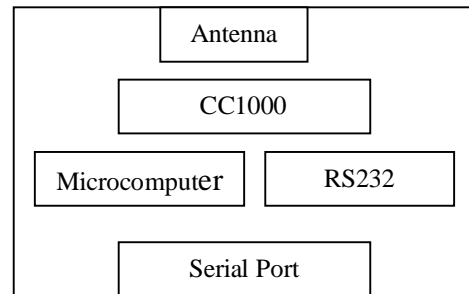 Antenna
CC1000
Microcomputer
RS232
Serial Port